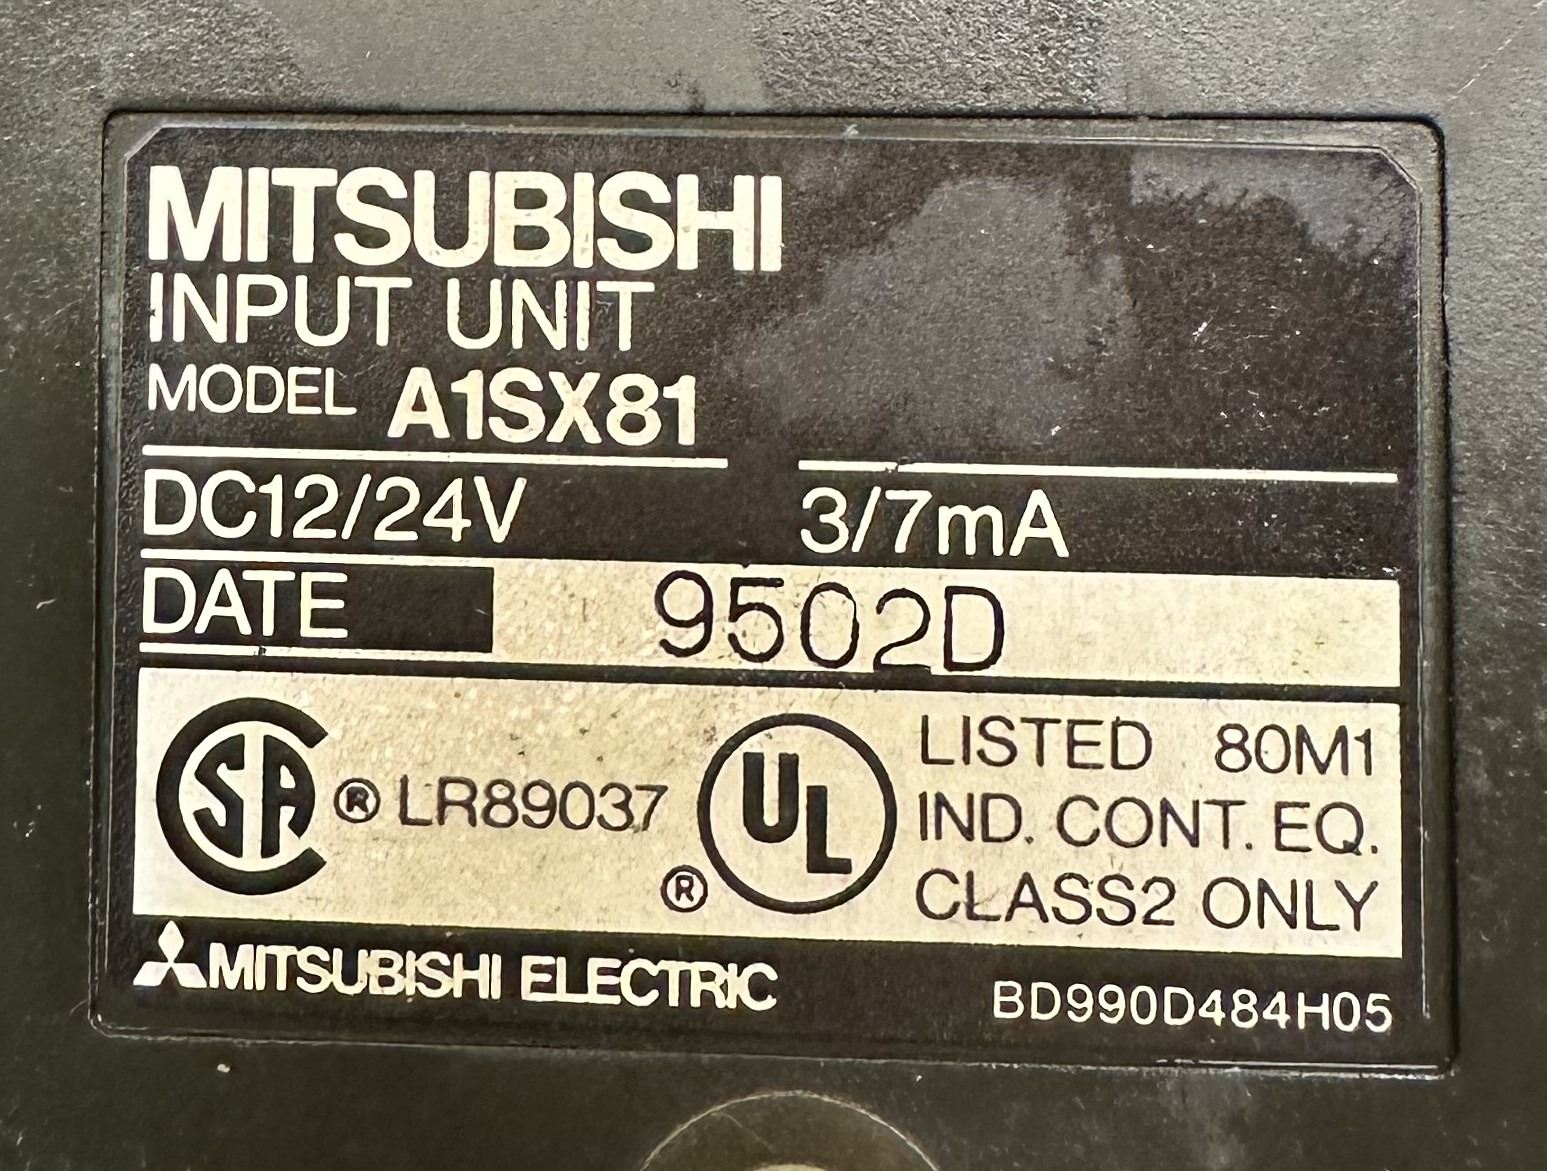 MITSUBISHI
INPUT UNIT
MODEL A1SX81
DC12/24V 3/7mA
DATE 9502D
SA ® LR89037 ® UL LISTED 80M1
IND. CONT. EQ.
CLASS2 ONLY
MITSUBISHI ELECTRIC BD990D484H05